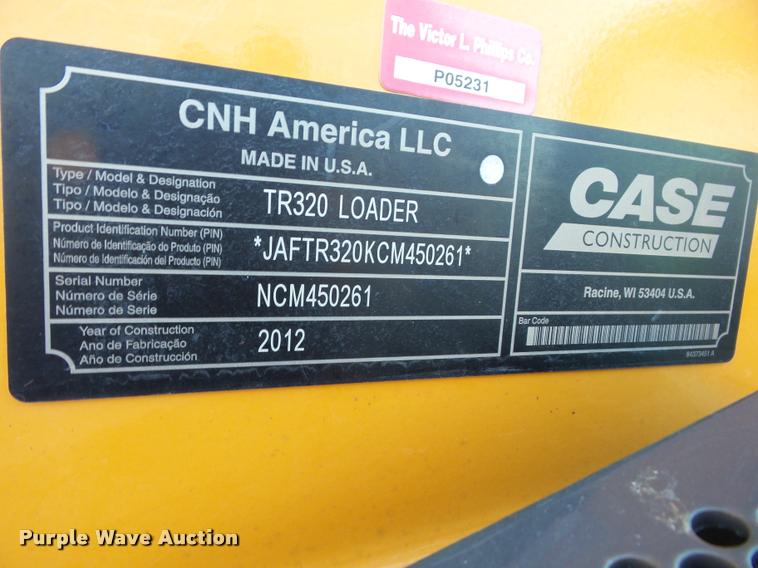 The Victor L. Phillips Co.
P05231
CNH America LLC
MADE IN U.S.A.
Type / Model & Designation
Tipo / Modelo & Designação
Tipo / Modelo & Designación
TR320 LOADER
Product Identification Number (PIN)
Número de Identificação do Produto (PIN)
Número de Identificación del Producto (PIN)
*JAFTR320KCM450261*
Serial Number
Número de Série
Número de Serie
NCM450261
Year of Construction
Ano de Fabricação
Año de Construcción
2012
CASE
CONSTRUCTION
Racine, WI 53404 U.S.A.
Bar Code
84373451 A
Purple Wave Auction